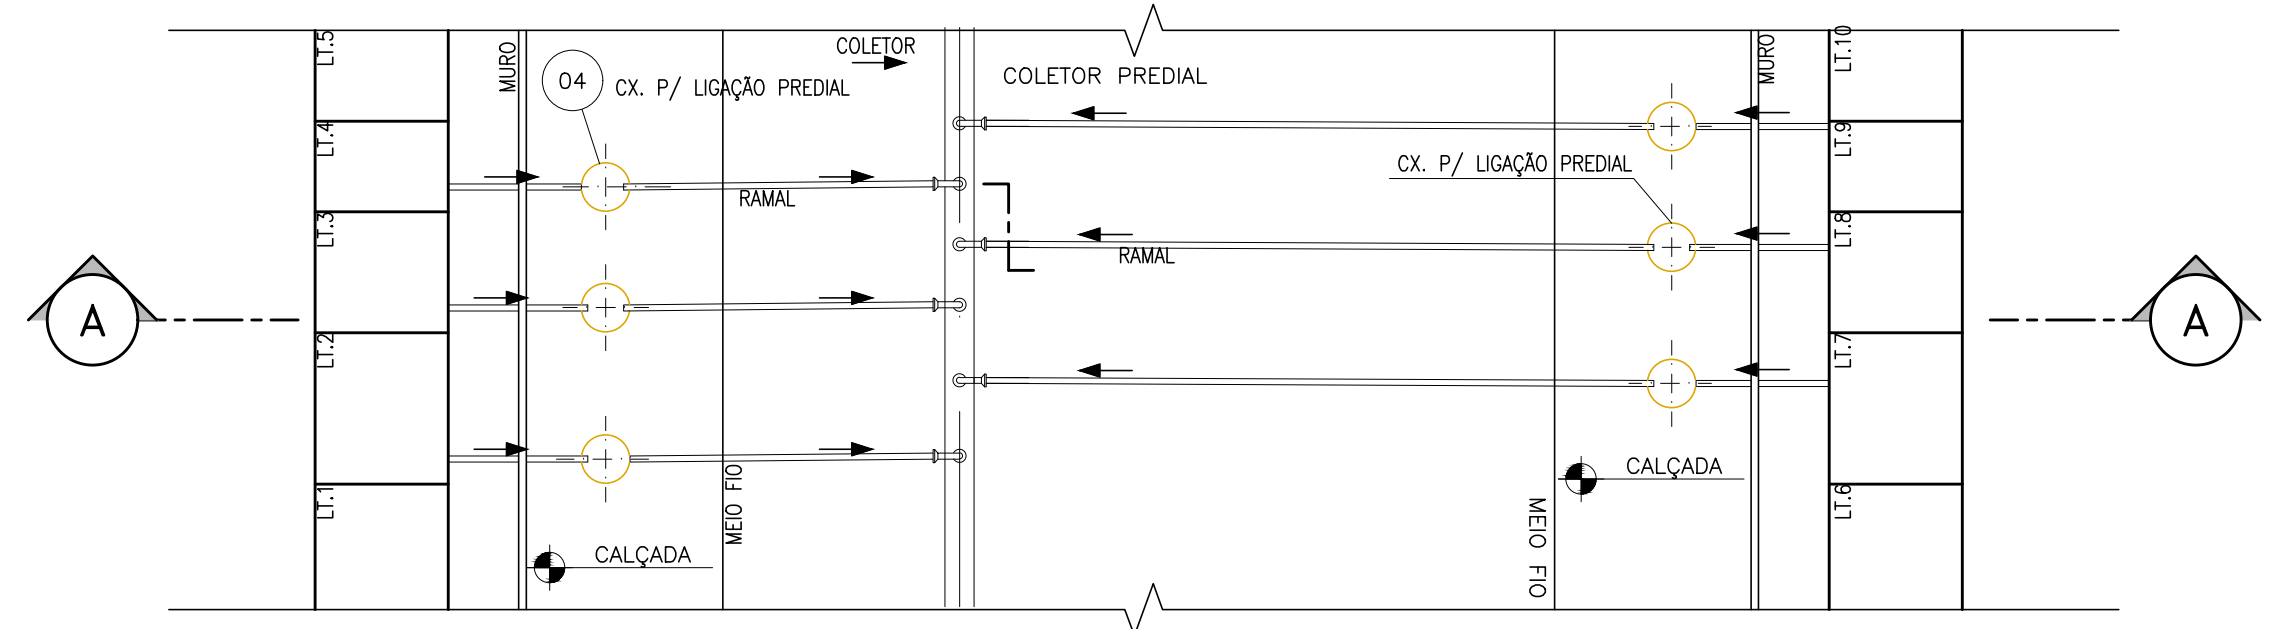 LT.5
MURO
COLETOR
LT.10
MURO
04
CX. P/ LIGAÇÃO PREDIAL
COLETOR PREDIAL
LT.4
LT.9
CX. P/ LIGAÇÃO PREDIAL
RAMAL
LT.3
LT.8
RAMAL
A
A
LT.2
LT.7
CALÇADA
LT.1
MEIO FIO
LT.6
MEIO FIO
CALÇADA